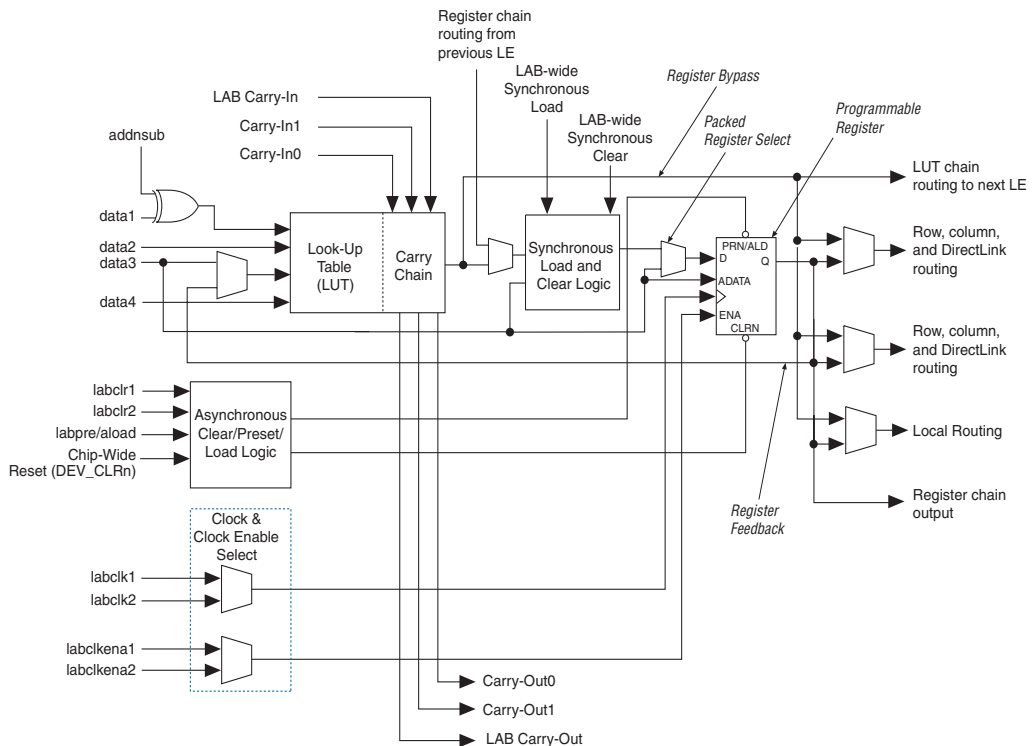 Register chain
routing from
previous LE
LAB-wide
Synchronous
Load
LAB-wide
Synchronous
Clear
Register Bypass
Packed
Register Select
Programmable
Register
LAB Carry-In
Carry-In1
Carry-In0
addnsub
data1
data2
data3
data4
Look-Up
Table
(LUT)
Carry
Chain
Synchronous
Load and
Clear Logic
PRN/ALD
D
Q
ADATA
ENA
CLRN
LUT chain
routing to next LE
Row, column,
and DirectLink
routing
Row, column,
and DirectLink
routing
Local Routing
Register chain
output
Register
Feedback
labclr1
labclr2
labpre/aload
Chip-Wide
Reset (DEV_CLRn)
Asynchronous
Clear/Preset/
Load Logic
Clock &
Clock Enable
Select
labclk1
labclk2
labclkena1
labclkena2
Carry-Out0
Carry-Out1
LAB Carry-Out